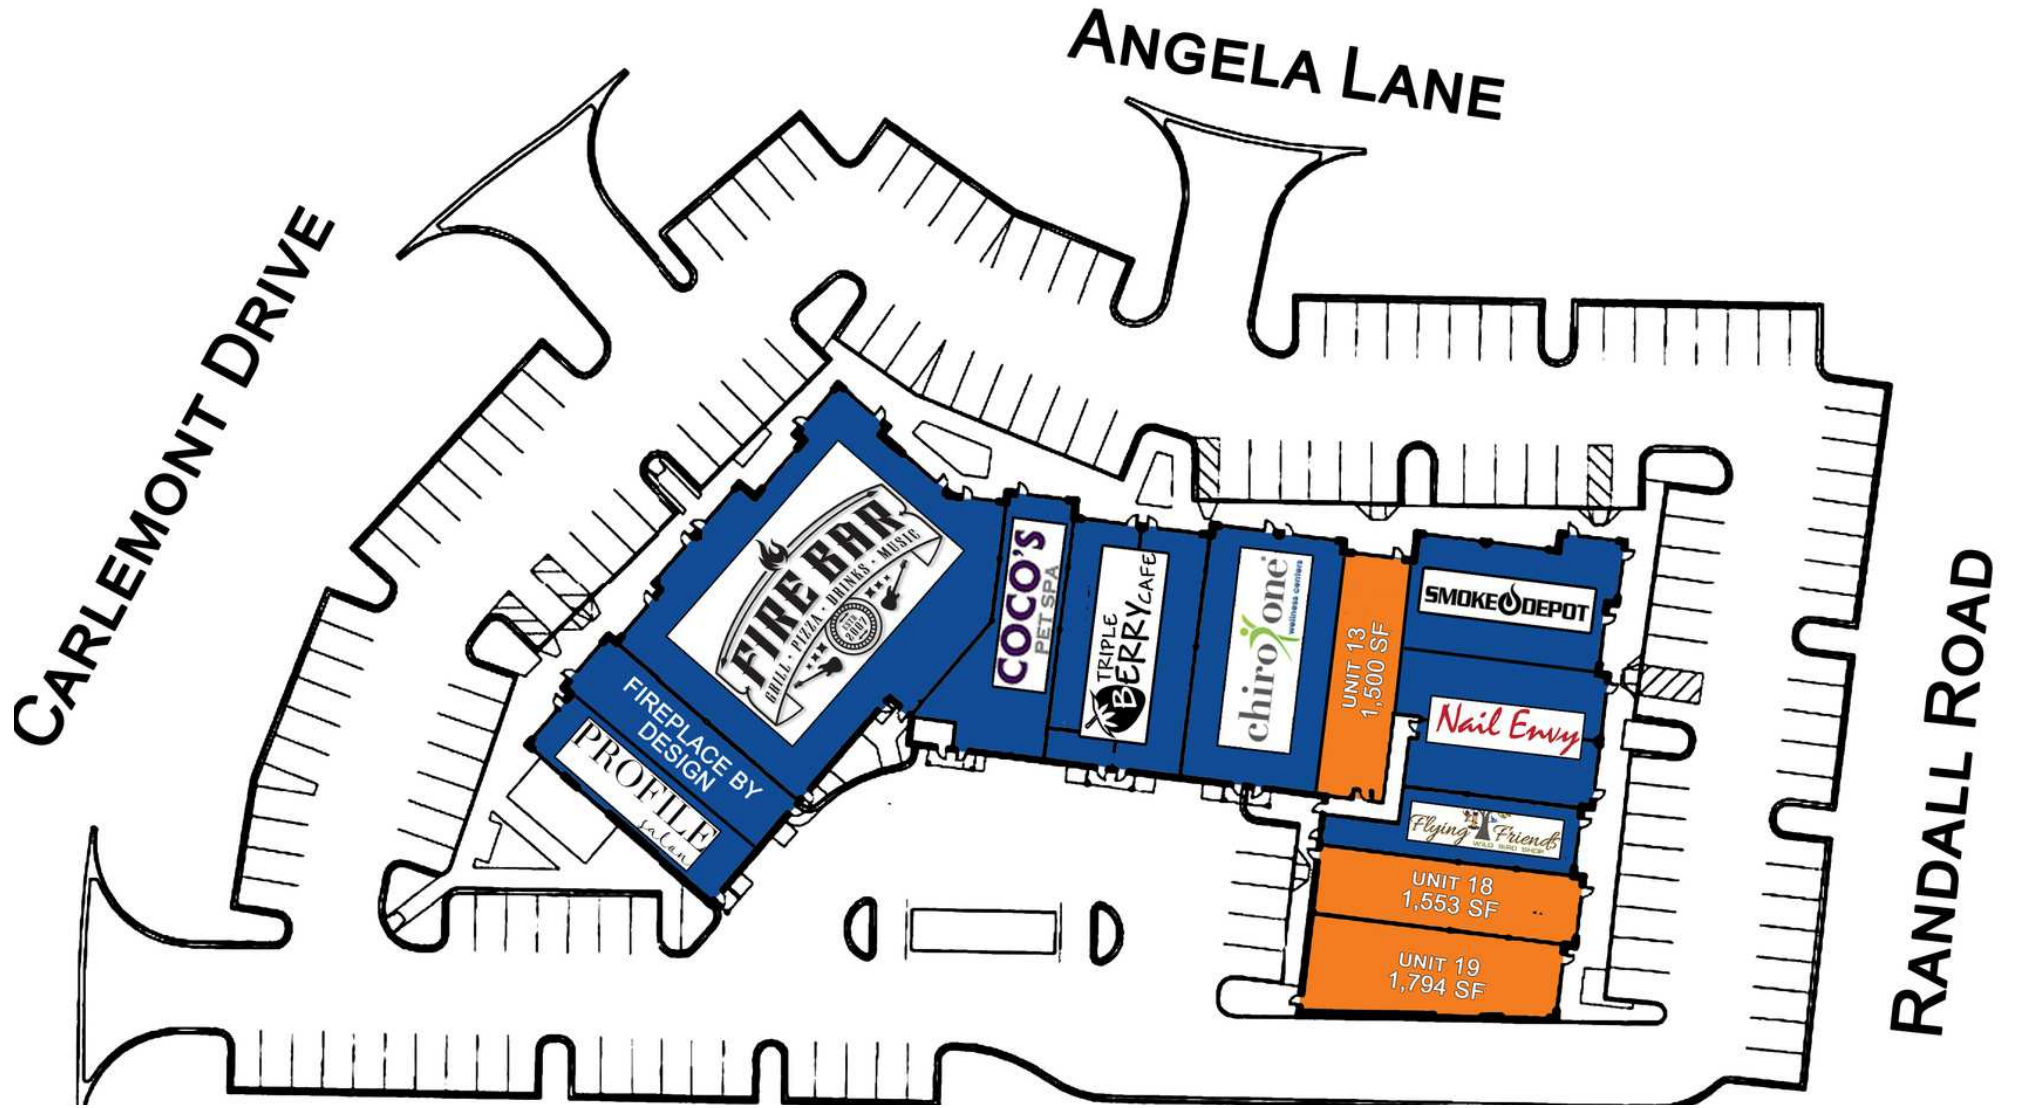 ANGELA LANE
CARLEMONT DRIVE
RANDALL ROAD
FIRE BAR
GRILL · PIZZA · DRINKS · MUSIC
ESTD
2007
FIREPLACE BY
DESIGN
PROFILE
salon
COCO'S
PET SPA
TRIPLE
BERRY CAFE
chiro one®
wellness centers
UNIT 13
1,500 SF
SMOKE DEPOT
Nail Envy
Flying Friends
WILD BIRD SHOP
UNIT 18
1,553 SF
UNIT 19
1,794 SF